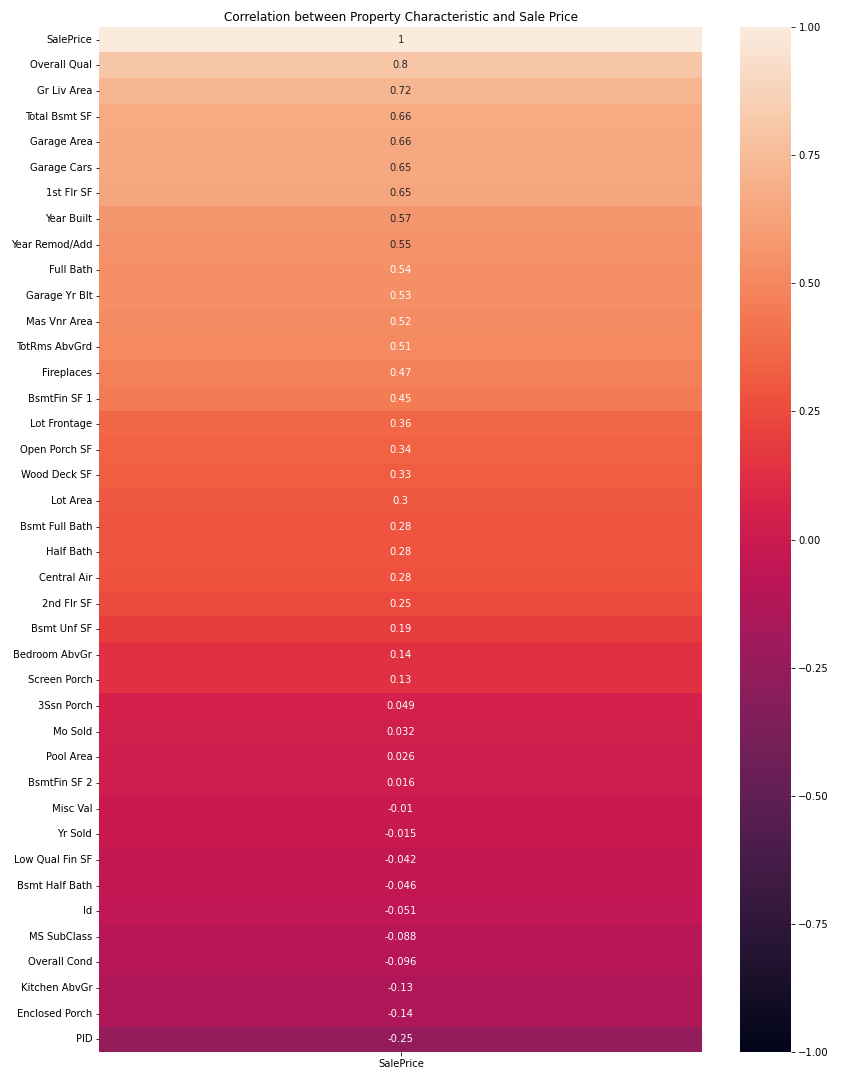 Correlation between Property Characteristic and Sale Price
SalePrice 1
Overall Qual 0.8
Gr Liv Area 0.72
Total Bsmt SF 0.66
Garage Area 0.66
Garage Cars 0.65
1st Flr SF 0.65
Year Built 0.57
Year Remod/Add 0.55
Full Bath 0.54
Garage Yr Blt 0.53
Mas Vnr Area 0.52
TotRms AbvGrd 0.51
Fireplaces 0.47
BsmtFin SF 1 0.45
Lot Frontage 0.36
Open Porch SF 0.34
Wood Deck SF 0.33
Lot Area 0.3
Bsmt Full Bath 0.28
Half Bath 0.28
Central Air 0.28
2nd Flr SF 0.25
Bsmt Unf SF 0.19
Bedroom AbvGr 0.14
Screen Porch 0.13
3Ssn Porch 0.049
Mo Sold 0.032
Pool Area 0.026
BsmtFin SF 2 0.016
Misc Val -0.01
Yr Sold -0.015
Low Qual Fin SF -0.042
Bsmt Half Bath -0.046
Id -0.051
MS SubClass -0.088
Overall Cond -0.096
Kitchen AbvGr -0.13
Enclosed Porch -0.14
PID -0.25
SalePrice
1.00
0.75
0.50
0.25
0.00
−0.25
−0.50
−0.75
−1.00